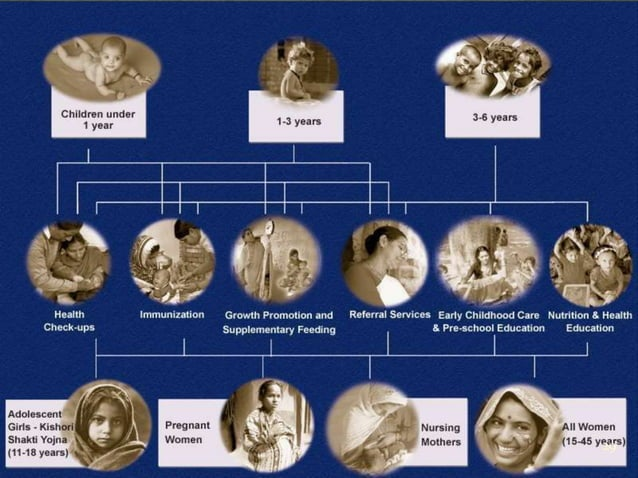 Children under
1 year
1-3 years
3-6 years
Health
Check-ups
Immunization
Growth Promotion and
Supplementary Feeding
Referral Services
Early Childhood Care
& Pre-school Education
Nutrition & Health
Education
Adolescent
Girls - Kishori
Shakti Yojna
(11-18 years)
Pregnant
Women
Nursing
Mothers
All Women
(15-45 years)